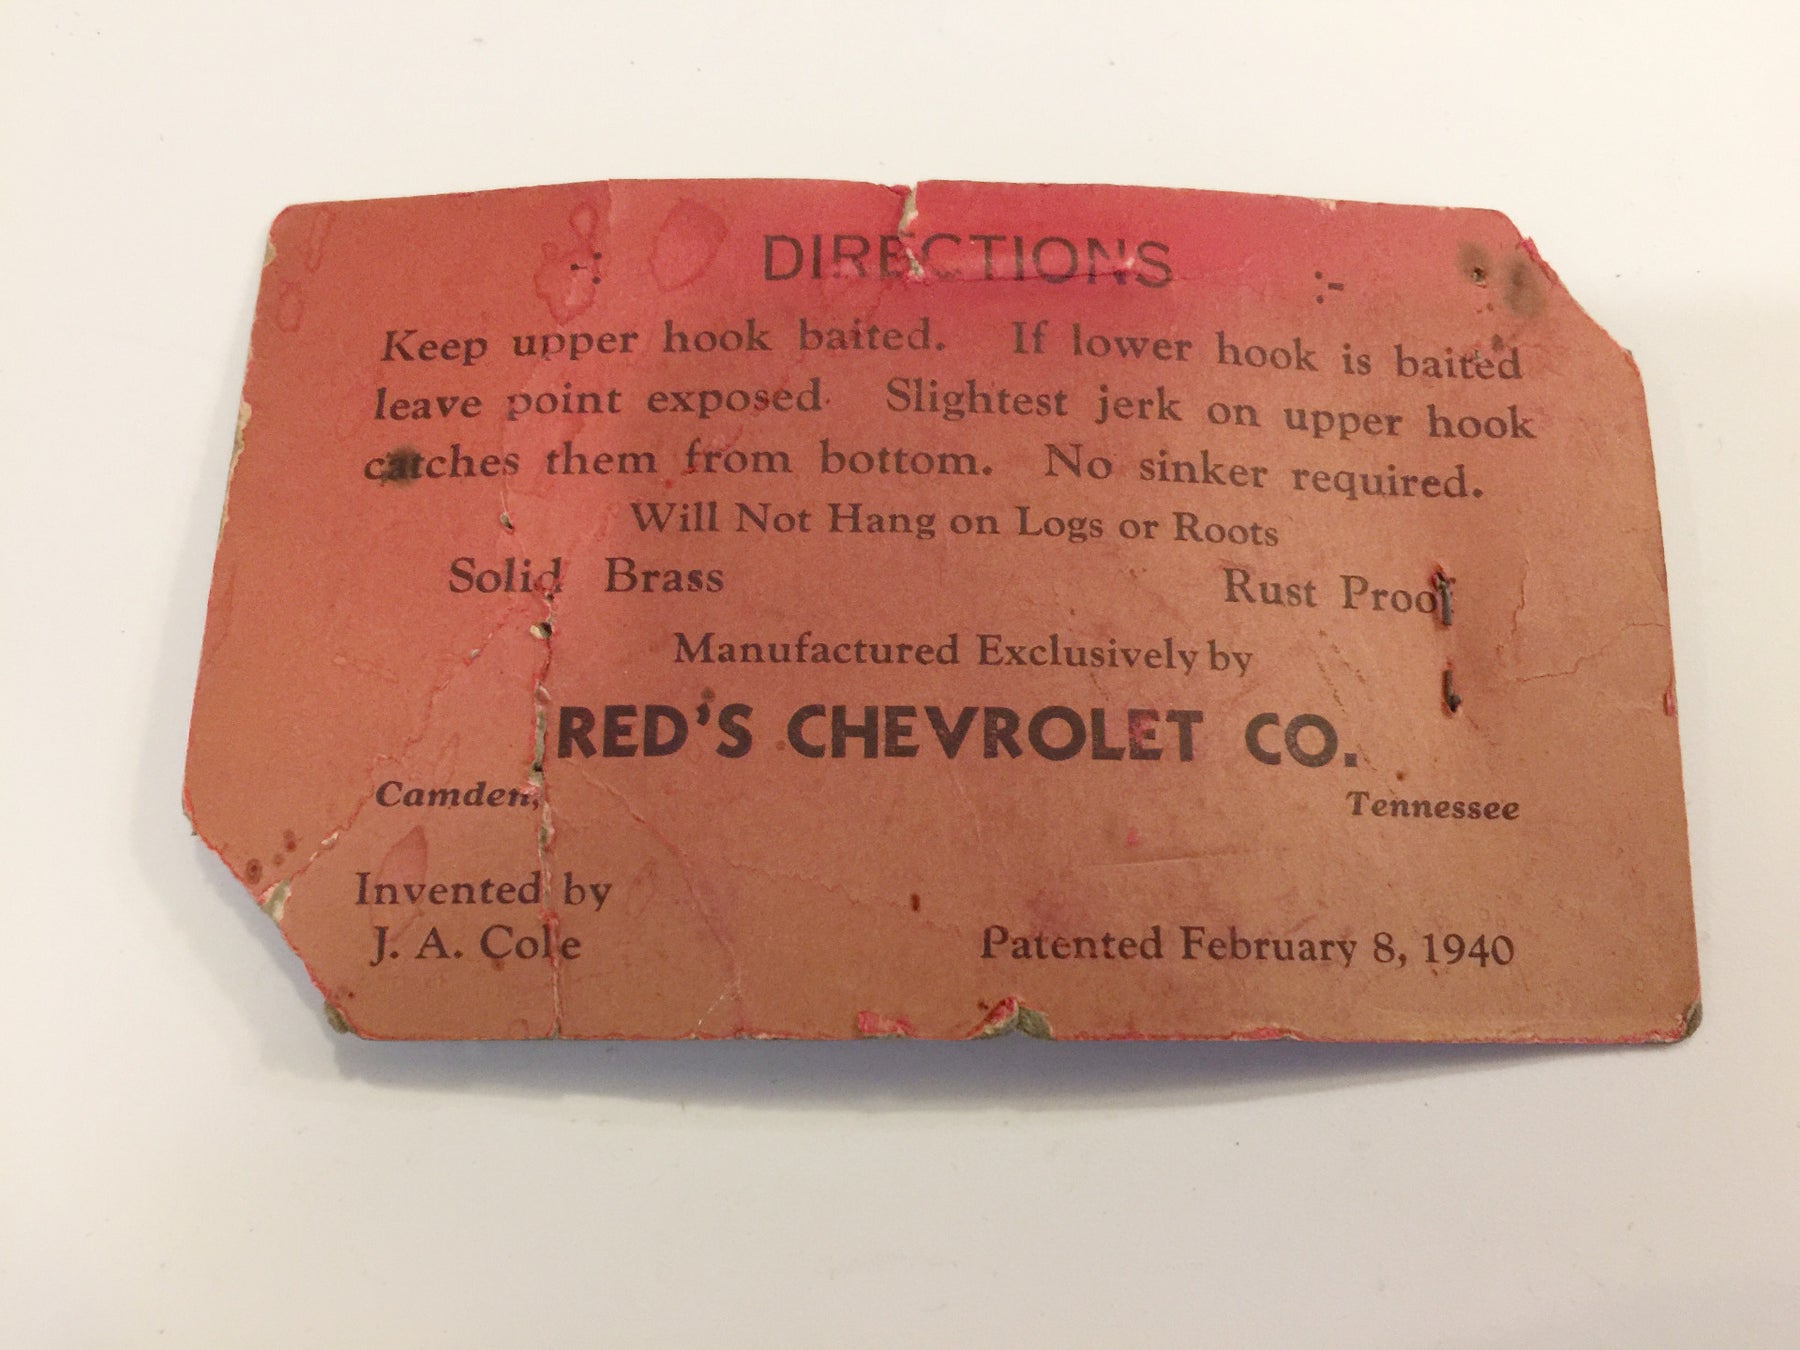 -: DIRECTIONS :-
Keep upper hook baited. If lower hook is baited
leave point exposed. Slightest jerk on upper hook
catches them from bottom. No sinker required.
Will Not Hang on Logs or Roots
Solid Brass Rust Proof
Manufactured Exclusively by
RED'S CHEVROLET CO.
Camden, Tennessee
Invented by
J. A. Cole Patented February 8, 1940